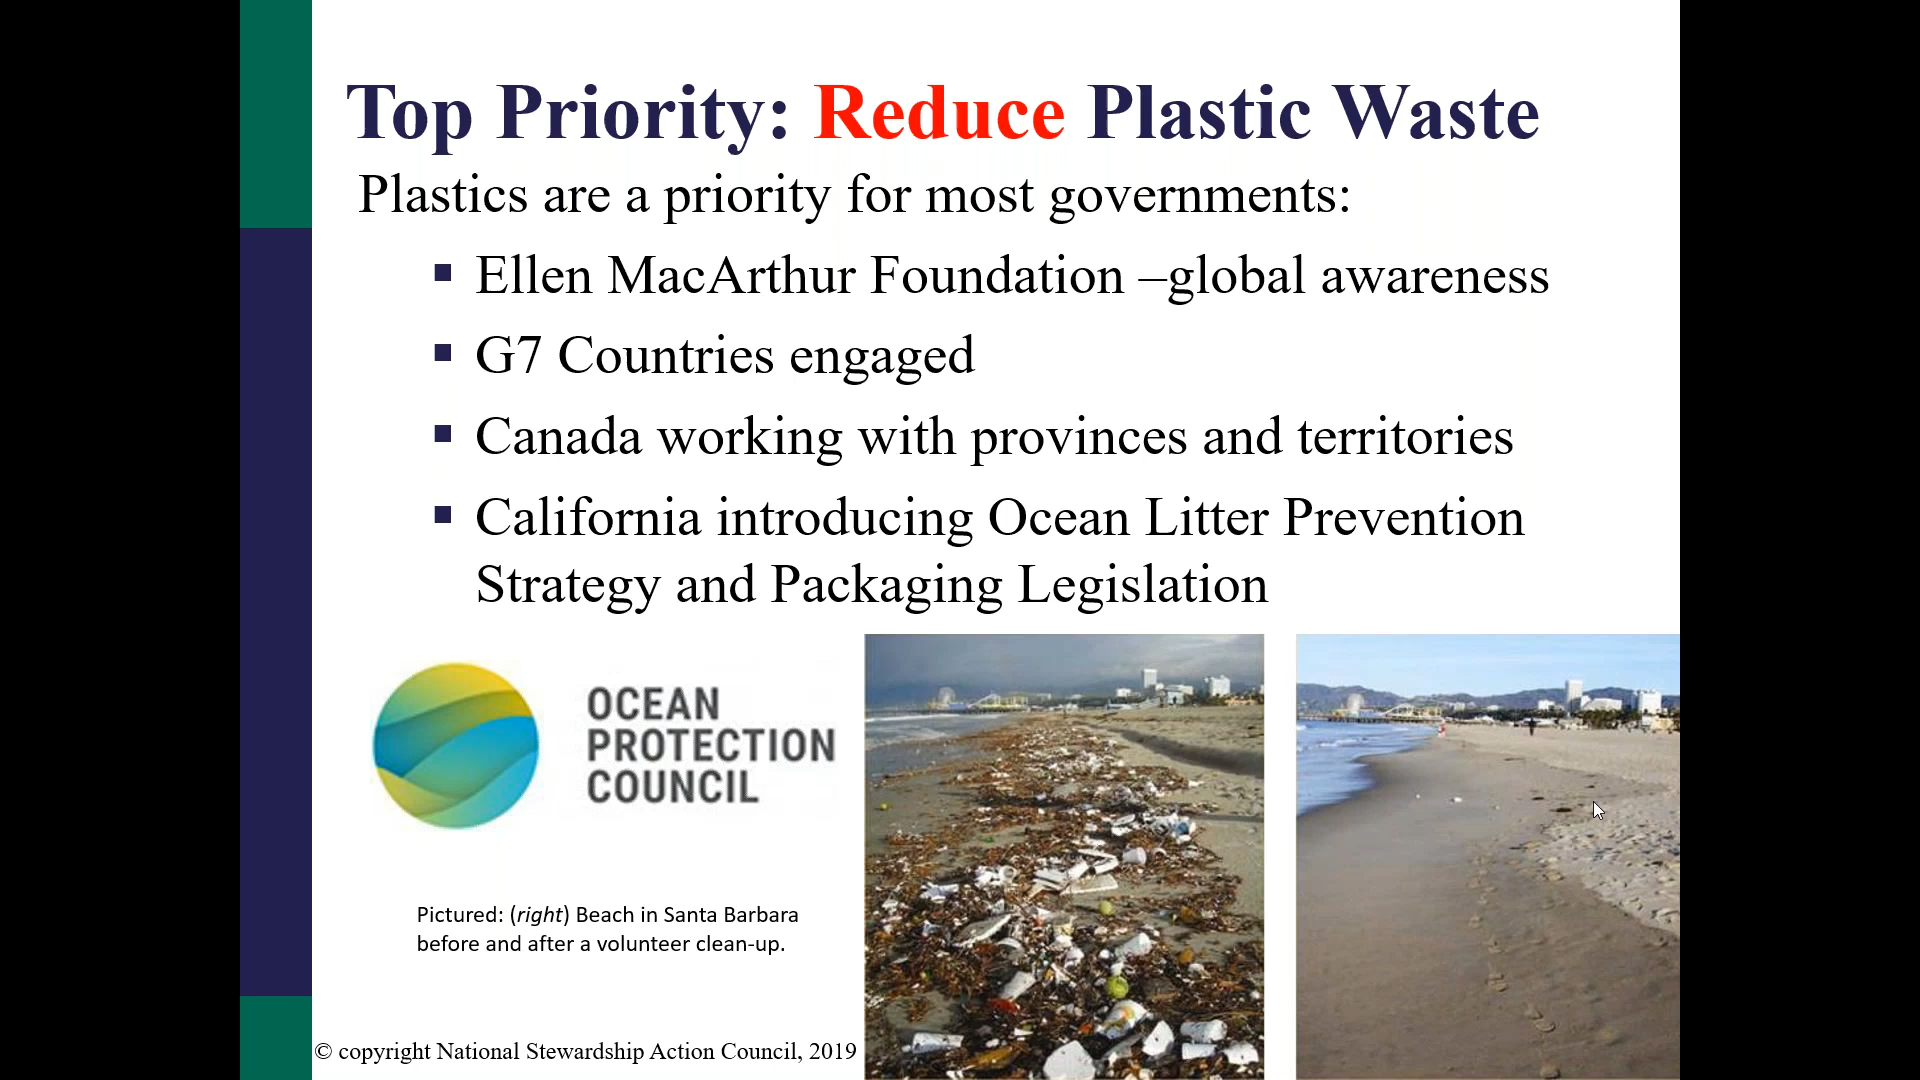 Top Priority: Reduce Plastic Waste
Plastics are a priority for most governments:
▪ Ellen MacArthur Foundation –global awareness
▪ G7 Countries engaged
▪ Canada working with provinces and territories
▪ California introducing Ocean Litter Prevention
Strategy and Packaging Legislation
OCEAN
PROTECTION
COUNCIL
Pictured: (right) Beach in Santa Barbara
before and after a volunteer clean-up.
© copyright National Stewardship Action Council, 2019